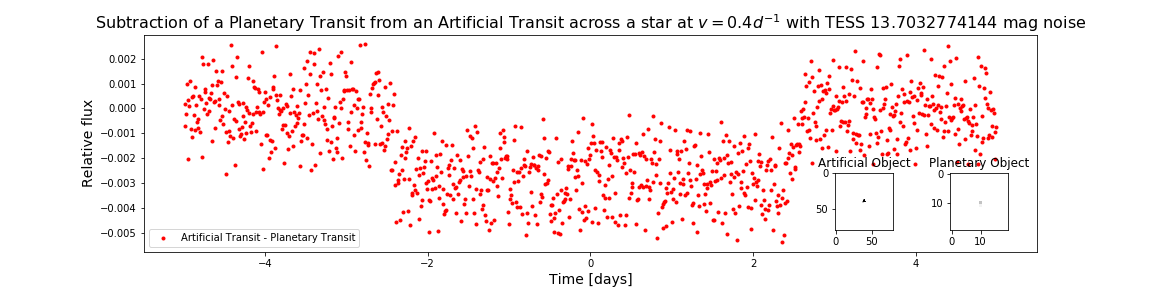 Subtraction of a Planetary Transit from an Artificial Transit across a star at v = 0.4d⁻¹ with TESS 13.7032774144 mag noise
Relative flux
0.002
0.001
0.000
−0.001
−0.002
−0.003
−0.004
−0.005
Artificial Transit - Planetary Transit
Artificial Object
0
50
0 50
Planetary Object
0
10
0 10
−4 −2 0 2 4
Time [days]